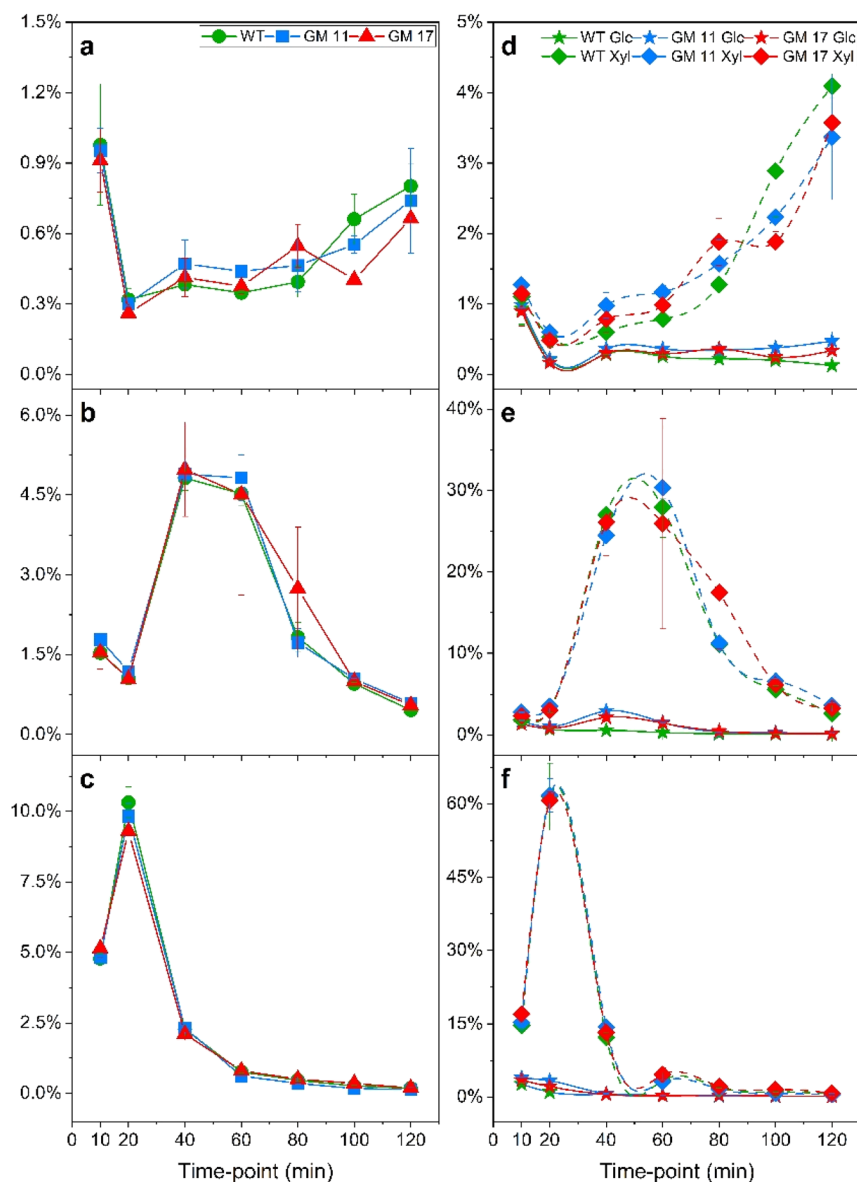 a
WT GM 11 GM 17
1.5%
1.2%
0.9%
0.6%
0.3%
0.0%
b
6.0%
4.5%
3.0%
1.5%
0.0%
c
10.0%
7.5%
5.0%
2.5%
0.0%
0 10 20 40 60 80 100 120
Time-point (min)
d
WT Glc GM 11 Glc GM 17 Glc
WT Xyl GM 11 Xyl GM 17 Xyl
5%
4%
3%
2%
1%
0%
e
40%
30%
20%
10%
0%
f
60%
45%
30%
15%
0%
0 10 20 40 60 80 100 120
Time-point (min)